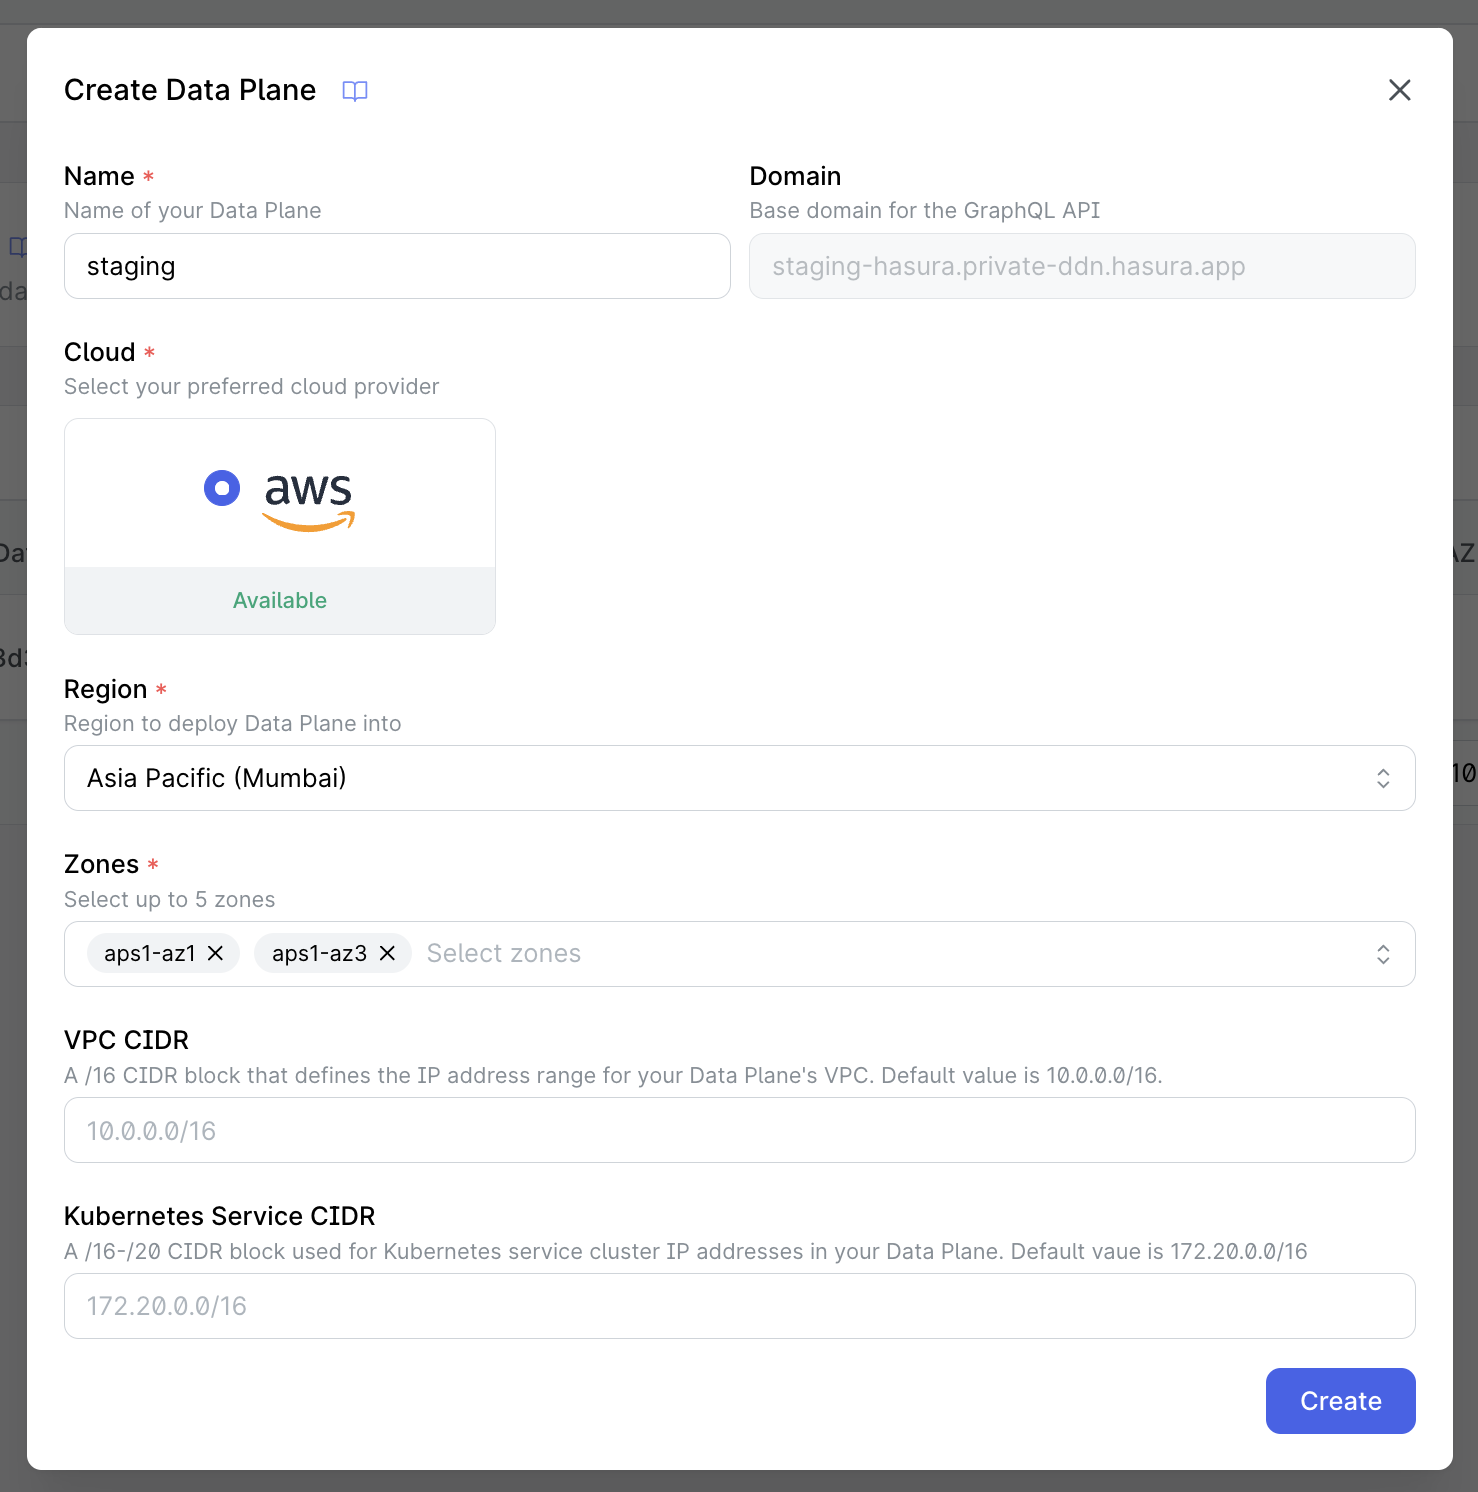 Create Data Plane
Name *
Name of your Data Plane
staging
Domain
Base domain for the GraphQL API
staging-hasura.private-ddn.hasura.app
Cloud *
Select your preferred cloud provider
aws
Available
Region *
Region to deploy Data Plane into
Asia Pacific (Mumbai)
Zones *
Select up to 5 zones
aps1-az1 aps1-az3 Select zones
VPC CIDR
A /16 CIDR block that defines the IP address range for your Data Plane's VPC. Default value is 10.0.0.0/16.
10.0.0.0/16
Kubernetes Service CIDR
A /16-/20 CIDR block used for Kubernetes service cluster IP addresses in your Data Plane. Default vaue is 172.20.0.0/16
172.20.0.0/16
Create